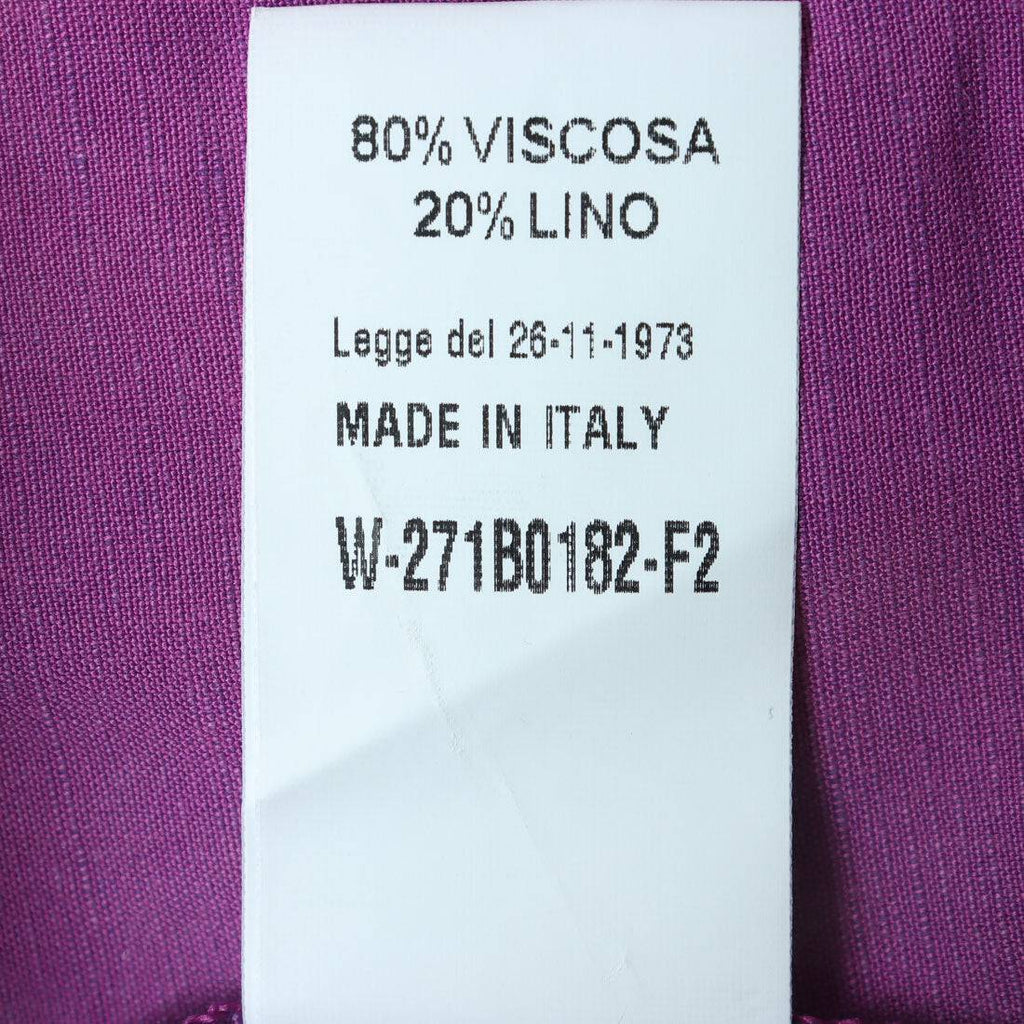 80% VISCOSA
20% LINO
Legge del 26-11-1973
MADE IN ITALY
W-271B0182-F2